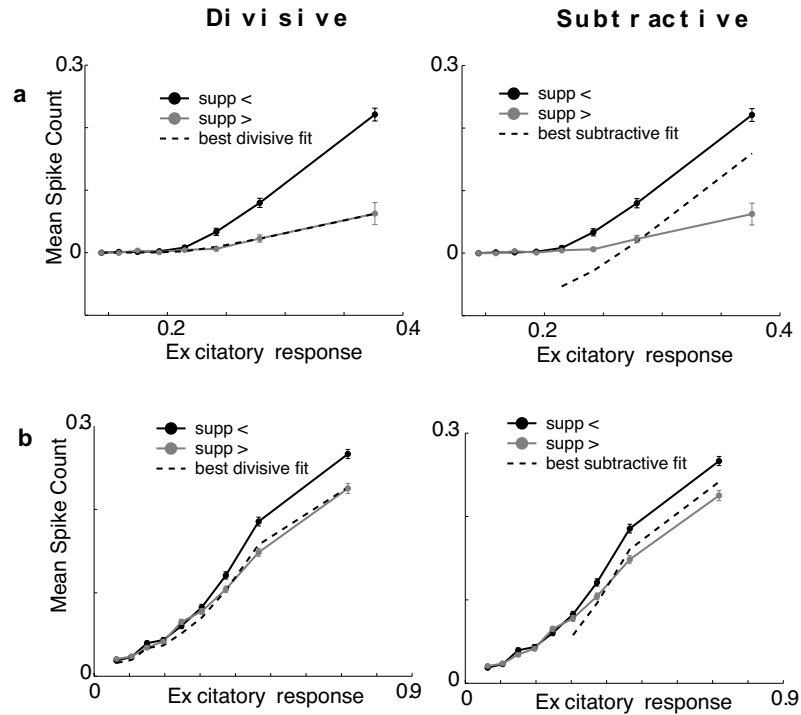 Divisive
Subtractive
a
0.3
Mean Spike Count
0
0.2
0.4
Excitatory response
supp <
supp >
best divisive fit
0.3
0
0.2
0.4
Excitatory response
supp <
supp >
best subtractive fit
b
0.3
Mean Spike Count
0
0
0.9
Excitatory response
supp <
supp >
best divisive fit
0.3
0
0
0.9
Excitatory response
supp <
supp >
best subtractive fit